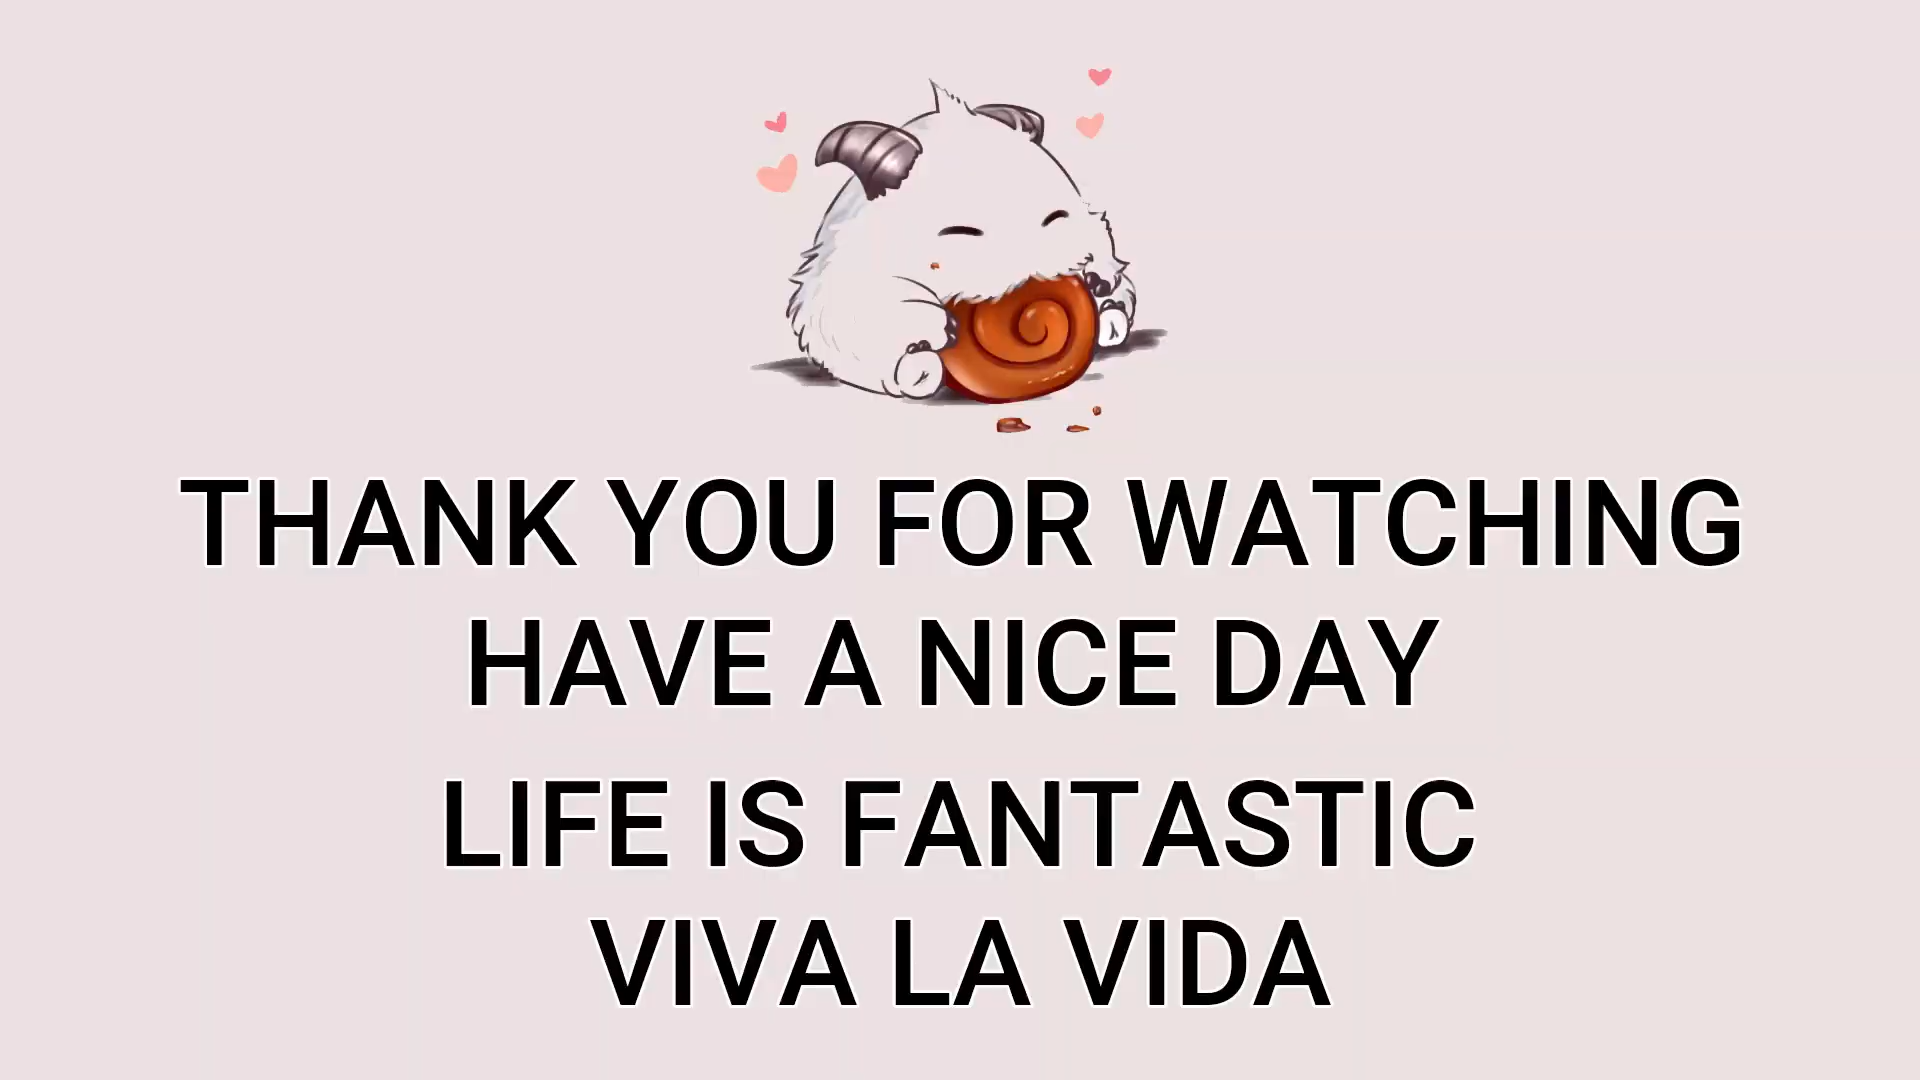 THANK YOU FOR WATCHING
HAVE A NICE DAY
LIFE IS FANTASTIC
VIVA LA VIDA